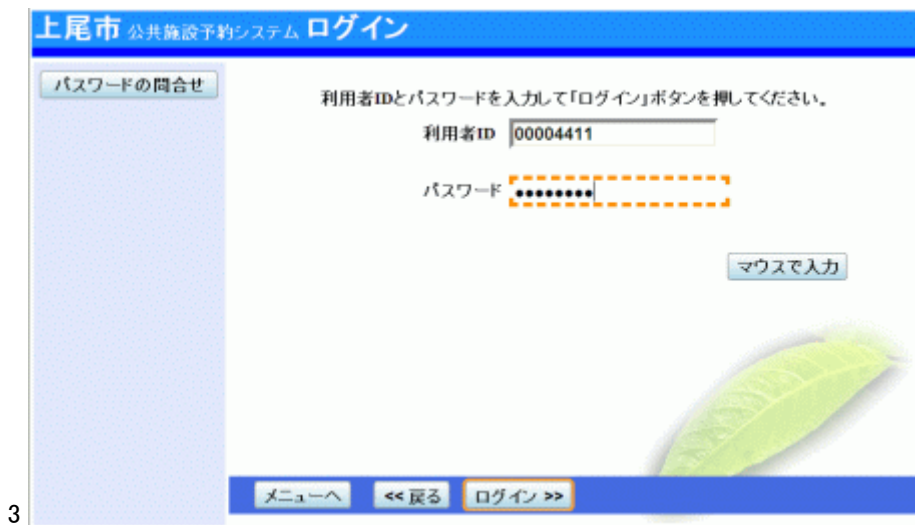 上尾市 公共施設予約システム ログイン
パスワードの問合せ
利用者IDとパスワードを入力して「ログイン」ボタンを押してください。
利用者ID 00004411
パスワード ••••••••
マウスで入力
メニューへ << 戻る ログイン >>
3